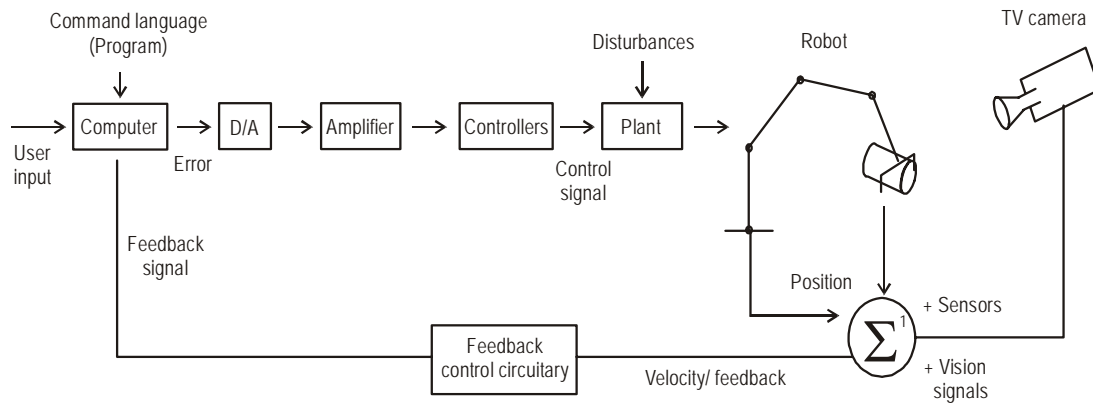 Command language
(Program)
TV camera
Disturbances
Robot
Computer
D/A
Amplifier
Controllers
Plant
User
input
Error
Control
signal
Feedback
signal
Position
+ Sensors
Σ 1
Feedback
control circuitary
Velocity/ feedback
+ Vision
signals